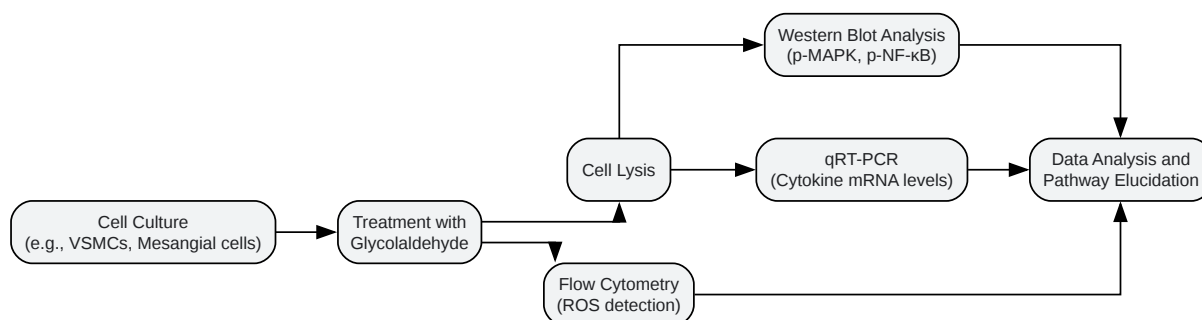 Cell Culture
(e.g., VSMCs, Mesangial cells)
Treatment with
Glycolaldehyde
Cell Lysis
Flow Cytometry
(ROS detection)
Western Blot Analysis
(p-MAPK, p-NF-κB)
qRT-PCR
(Cytokine mRNA levels)
Data Analysis and
Pathway Elucidation